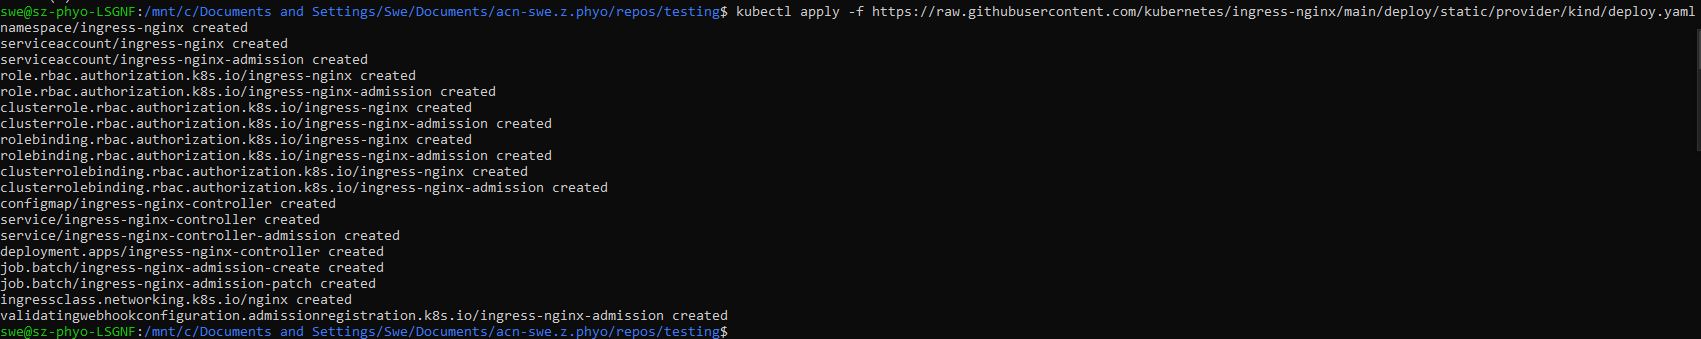 swe@sz-phyo-LSGNF:/mnt/c/Documents and Settings/Swe/Documents/acn-swe.z.phyo/repos/testing$ kubectl apply -f https://raw.githubusercontent.com/kubernetes/ingress-nginx/main/deploy/static/provider/kind/deploy.yaml
namespace/ingress-nginx created
serviceaccount/ingress-nginx created
serviceaccount/ingress-nginx-admission created
role.rbac.authorization.k8s.io/ingress-nginx created
role.rbac.authorization.k8s.io/ingress-nginx-admission created
clusterrole.rbac.authorization.k8s.io/ingress-nginx created
clusterrole.rbac.authorization.k8s.io/ingress-nginx-admission created
rolebinding.rbac.authorization.k8s.io/ingress-nginx created
rolebinding.rbac.authorization.k8s.io/ingress-nginx-admission created
clusterrolebinding.rbac.authorization.k8s.io/ingress-nginx created
clusterrolebinding.rbac.authorization.k8s.io/ingress-nginx-admission created
configmap/ingress-nginx-controller created
service/ingress-nginx-controller created
service/ingress-nginx-controller-admission created
deployment.apps/ingress-nginx-controller created
job.batch/ingress-nginx-admission-create created
job.batch/ingress-nginx-admission-patch created
ingressclass.networking.k8s.io/nginx created
validatingwebhookconfiguration.admissionregistration.k8s.io/ingress-nginx-admission created
swe@sz-phyo-LSGNF:/mnt/c/Documents and Settings/Swe/Documents/acn-swe.z.phyo/repos/testing$